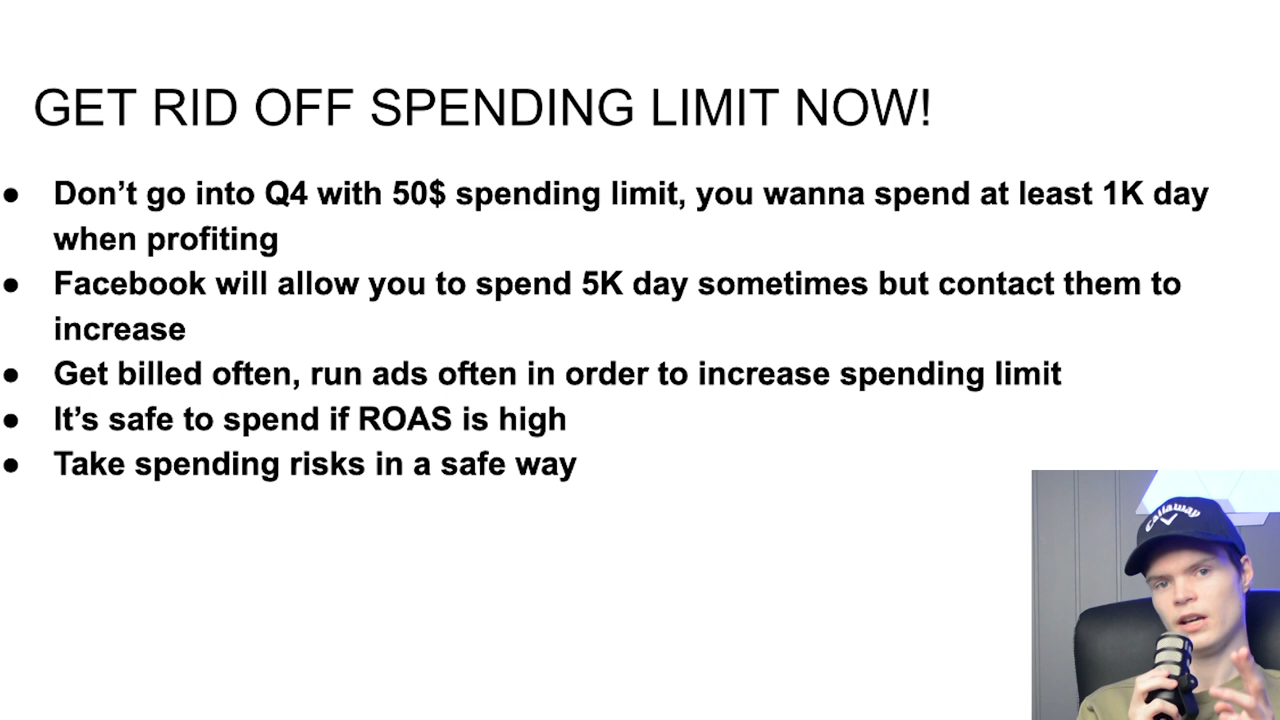 GET RID OFF SPENDING LIMIT NOW!
● Don’t go into Q4 with 50$ spending limit, you wanna spend at least 1K day
when profiting
● Facebook will allow you to spend 5K day sometimes but contact them to
increase
● Get billed often, run ads often in order to increase spending limit
● It’s safe to spend if ROAS is high
● Take spending risks in a safe way
Callaway